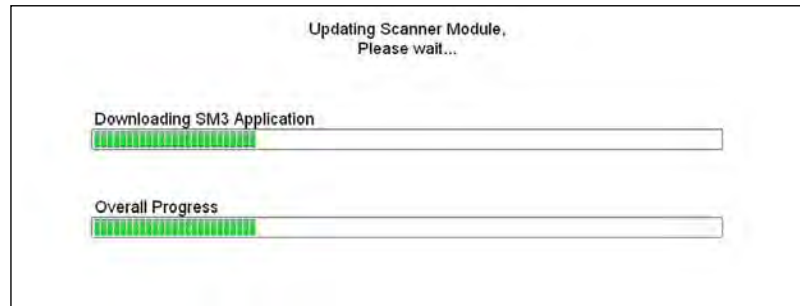 Updating Scanner Module,
Please wait...
Downloading SM3 Application
Overall Progress